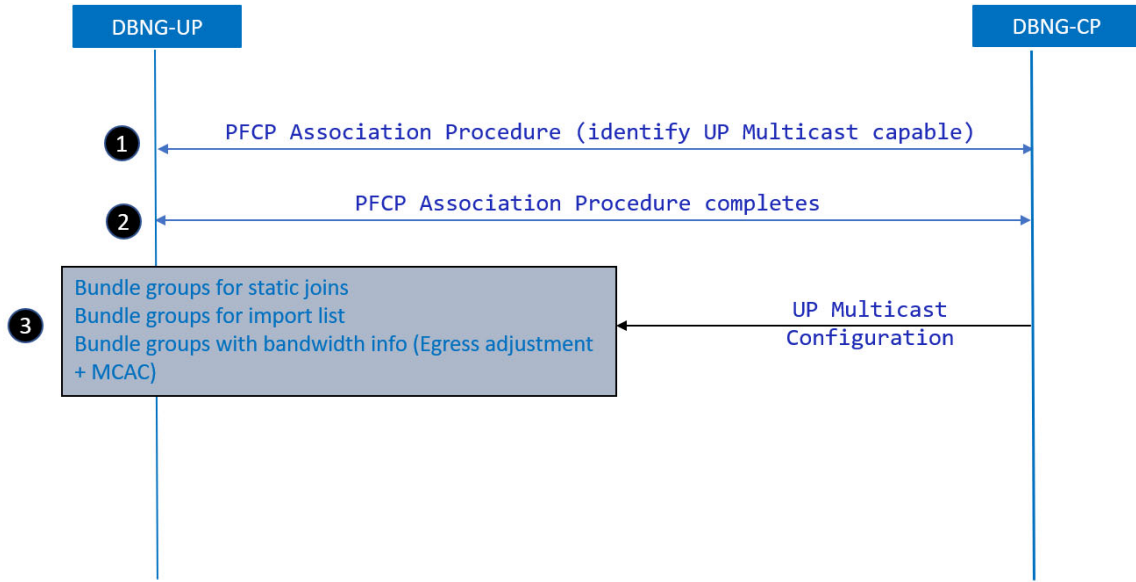 DBNG-UP
DBNG-CP
1
PFCP Association Procedure (identify UP Multicast capable)
2
PFCP Association Procedure completes
3
Bundle groups for static joins
Bundle groups for import list
Bundle groups with bandwidth info (Egress adjustment
+ MCAC)
UP Multicast
Configuration